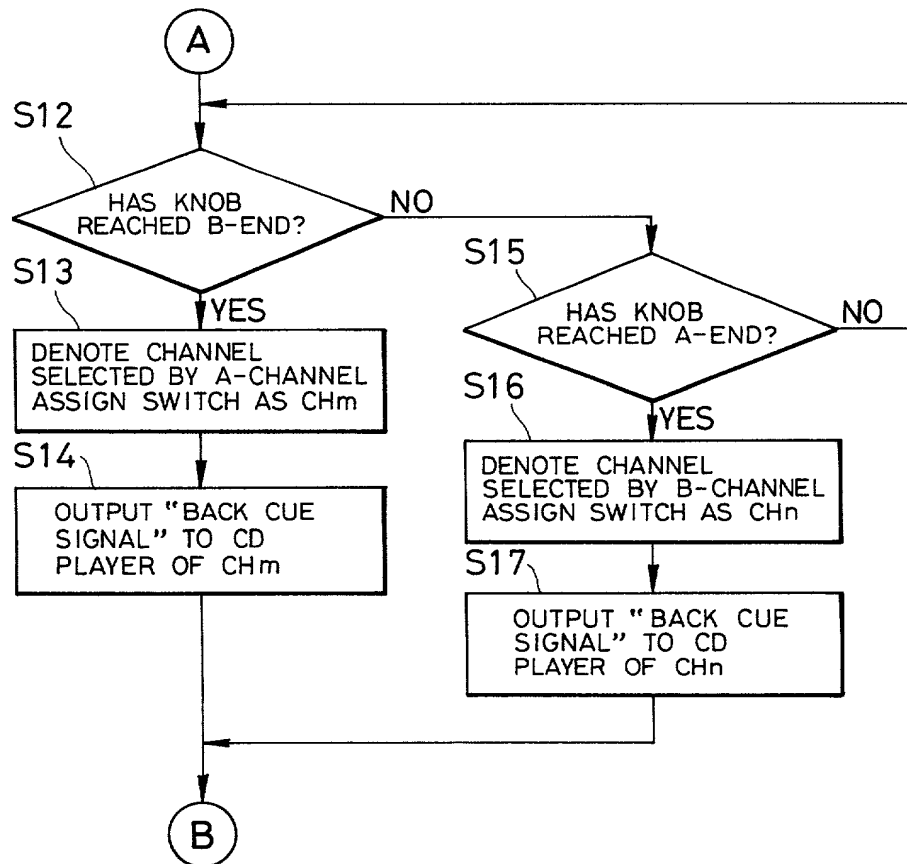 A
S12
HAS KNOB
REACHED B-END?
NO
YES
S13
DENOTE CHANNEL
SELECTED BY A-CHANNEL
ASSIGN SWITCH AS CHm
S14
OUTPUT "BACK CUE
SIGNAL" TO CD
PLAYER OF CHm
S15
HAS KNOB
REACHED A-END?
NO
YES
S16
DENOTE CHANNEL
SELECTED BY B-CHANNEL
ASSIGN SWITCH AS CHn
S17
OUTPUT "BACK CUE
SIGNAL" TO CD
PLAYER OF CHn
B